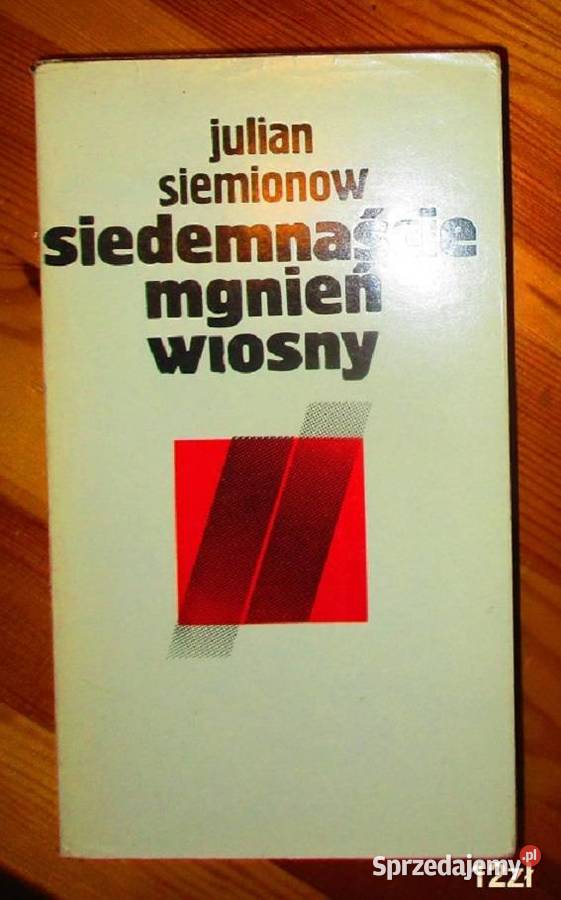 julian
siemionow
siedemnaście
mgnień
wiosny
Sprzedajemy.pl